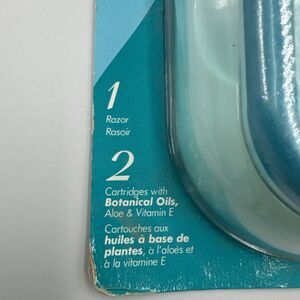 1
Razor
Rasoir
2
Cartridges with
Botanical Oils,
Aloe & Vitamin E
Cartouches aux
huiles à base de
plantes, à l'aloés et
à la vitamine E